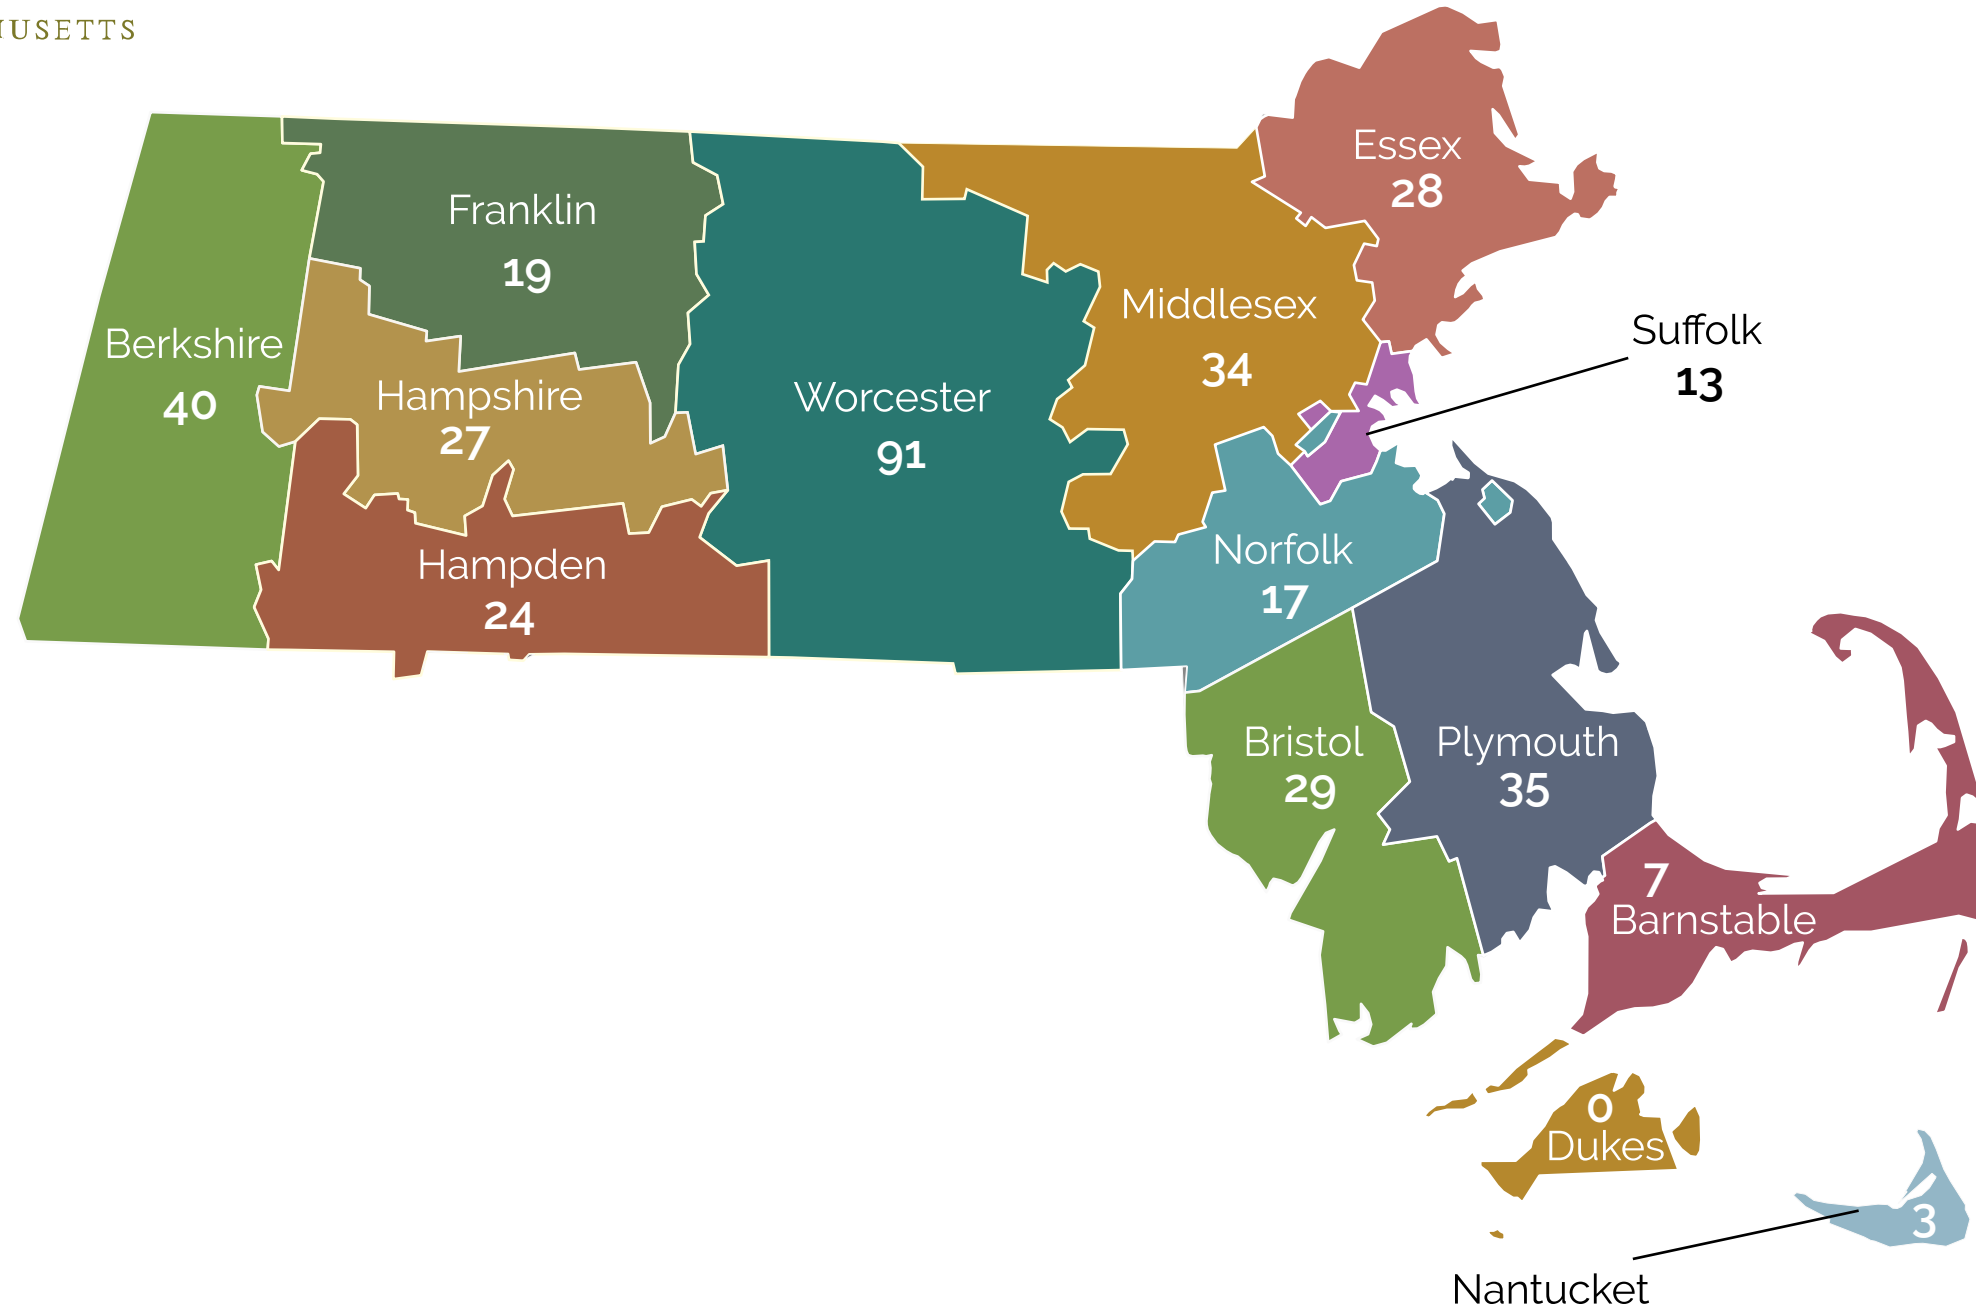 USETTS
Essex
28
Franklin
19
Middlesex
34
Suffolk
13
Berkshire
40
Hampshire
27
Worcester
91
Norfolk
17
Hampden
24
Bristol
29
Plymouth
35
7
Barnstable
0
Dukes
3
Nantucket